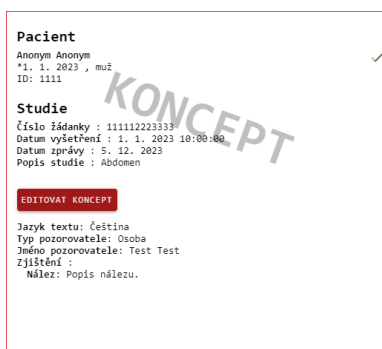 Pacient
Anonym Anonym
*1. 1. 2023 , muž
ID: 1111
KONCEPT
Studie
Číslo žádanky : 111112223333
Datum vyšetření : 1. 1. 2023 10:00:00
Datum zprávy : 5. 12. 2023
Popis studie : Abdomen
EDITOVAT KONCEPT
Jazyk textu: Čeština
Typ pozorovatele: Osoba
Jméno pozorovatele: Test Test
Zjištění :
Nález: Popis nálezu.